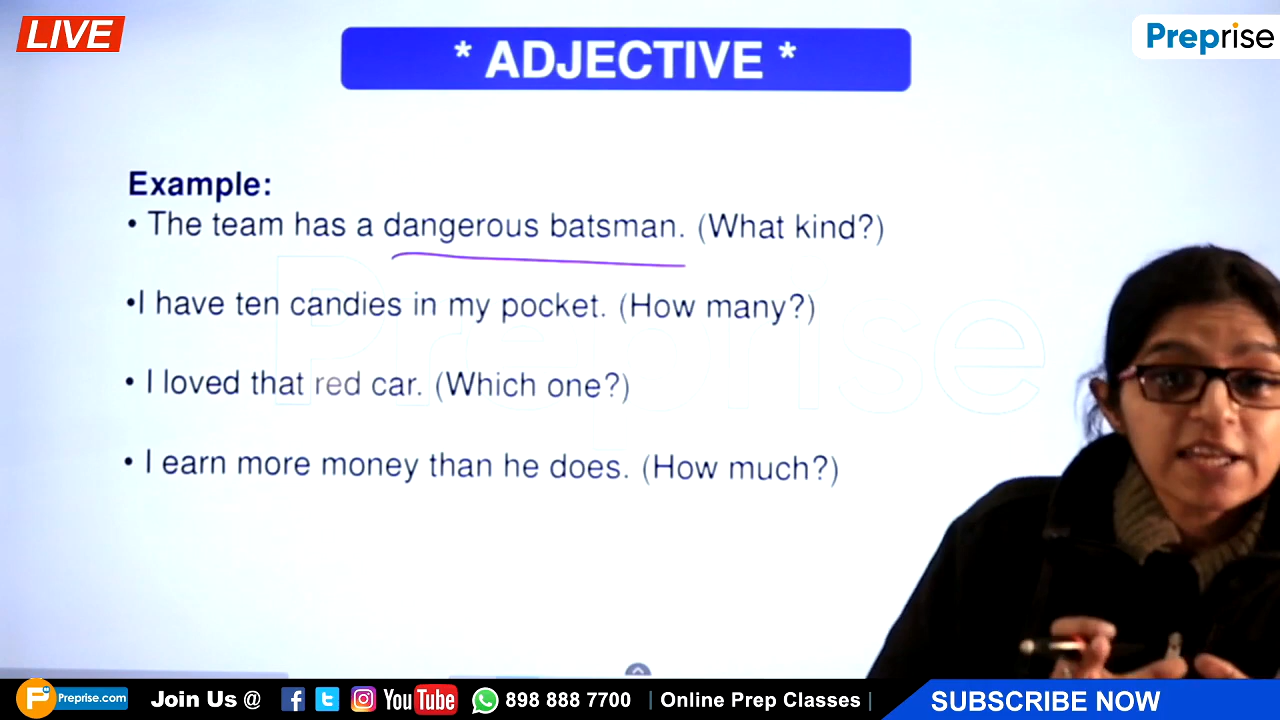 LIVE
* ADJECTIVE *
Preprise
Example:
• The team has a dangerous batsman. (What kind?)
•I have ten candies in my pocket. (How many?)
• I loved that red car. (Which one?)
• I earn more money than he does. (How much?)
Preprise
Preprise.com Join Us @ YouTube 898 888 7700 | Online Prep Classes | SUBSCRIBE NOW